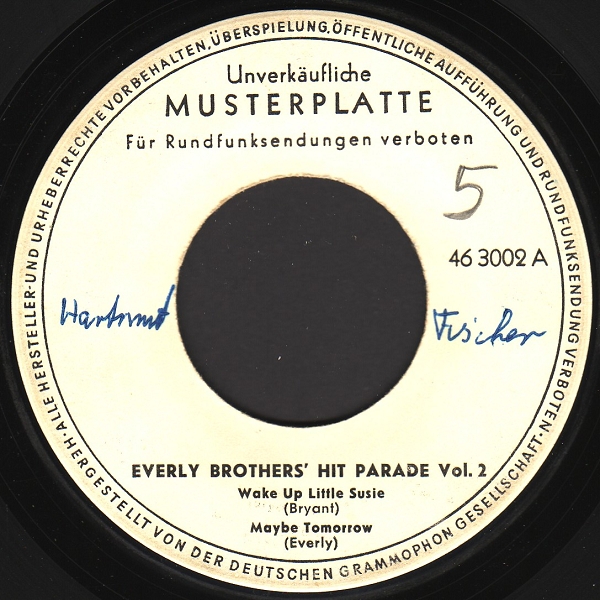 ·ALLE HERSTELLER-UND URHEBERRECHTE VORBEHALTEN,ÜBERSPIELUNG,ÖFFENTLICHE AUFFÜHRUNG UND RUNDFUNKSENDUNG VERBOTEN·
Unverkäufliche
MUSTERPLATTE
Für Rundfunksendungen verboten
5
46 3002 A
Hartmut Fischer
EVERLY BROTHERS' HIT PARADE Vol. 2
Wake Up Little Susie
(Bryant)
Maybe Tomorrow
(Everly)
HERGESTELLT VON DER DEUTSCHEN GRAMMOPHON GESELLSCHAFT·